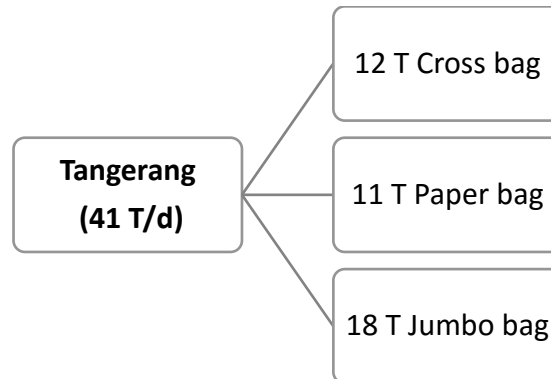 12 T Cross bag
Tangerang
(41 T/d)
11 T Paper bag
18 T Jumbo bag